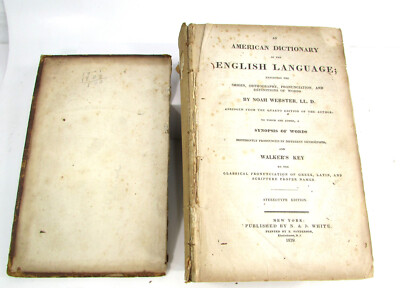 AN
AMERICAN DICTIONARY
OF THE
ENGLISH LANGUAGE;
EXHIBITING THE
ORIGIN, ORTHOGRAPHY, PRONUNCIATION, AND
DEFINITIONS OF WORDS
BY NOAH WEBSTER, LL. D.
ABRIDGED FROM THE QUARTO EDITION OF THE AUTHOR;
TO WHICH ARE ADDED, A
SYNOPSIS OF WORDS
DIFFERENTLY PRONOUNCED BY DIFFERENT ORTHOEPISTS;
AND
WALKER'S KEY
TO THE
CLASSICAL PRONUNCIATION OF GREEK, LATIN, AND
SCRIPTURE PROPER NAMES.
STEREOTYPE EDITION.
NEW YORK:
PUBLISHED BY N. & J. WHITE.